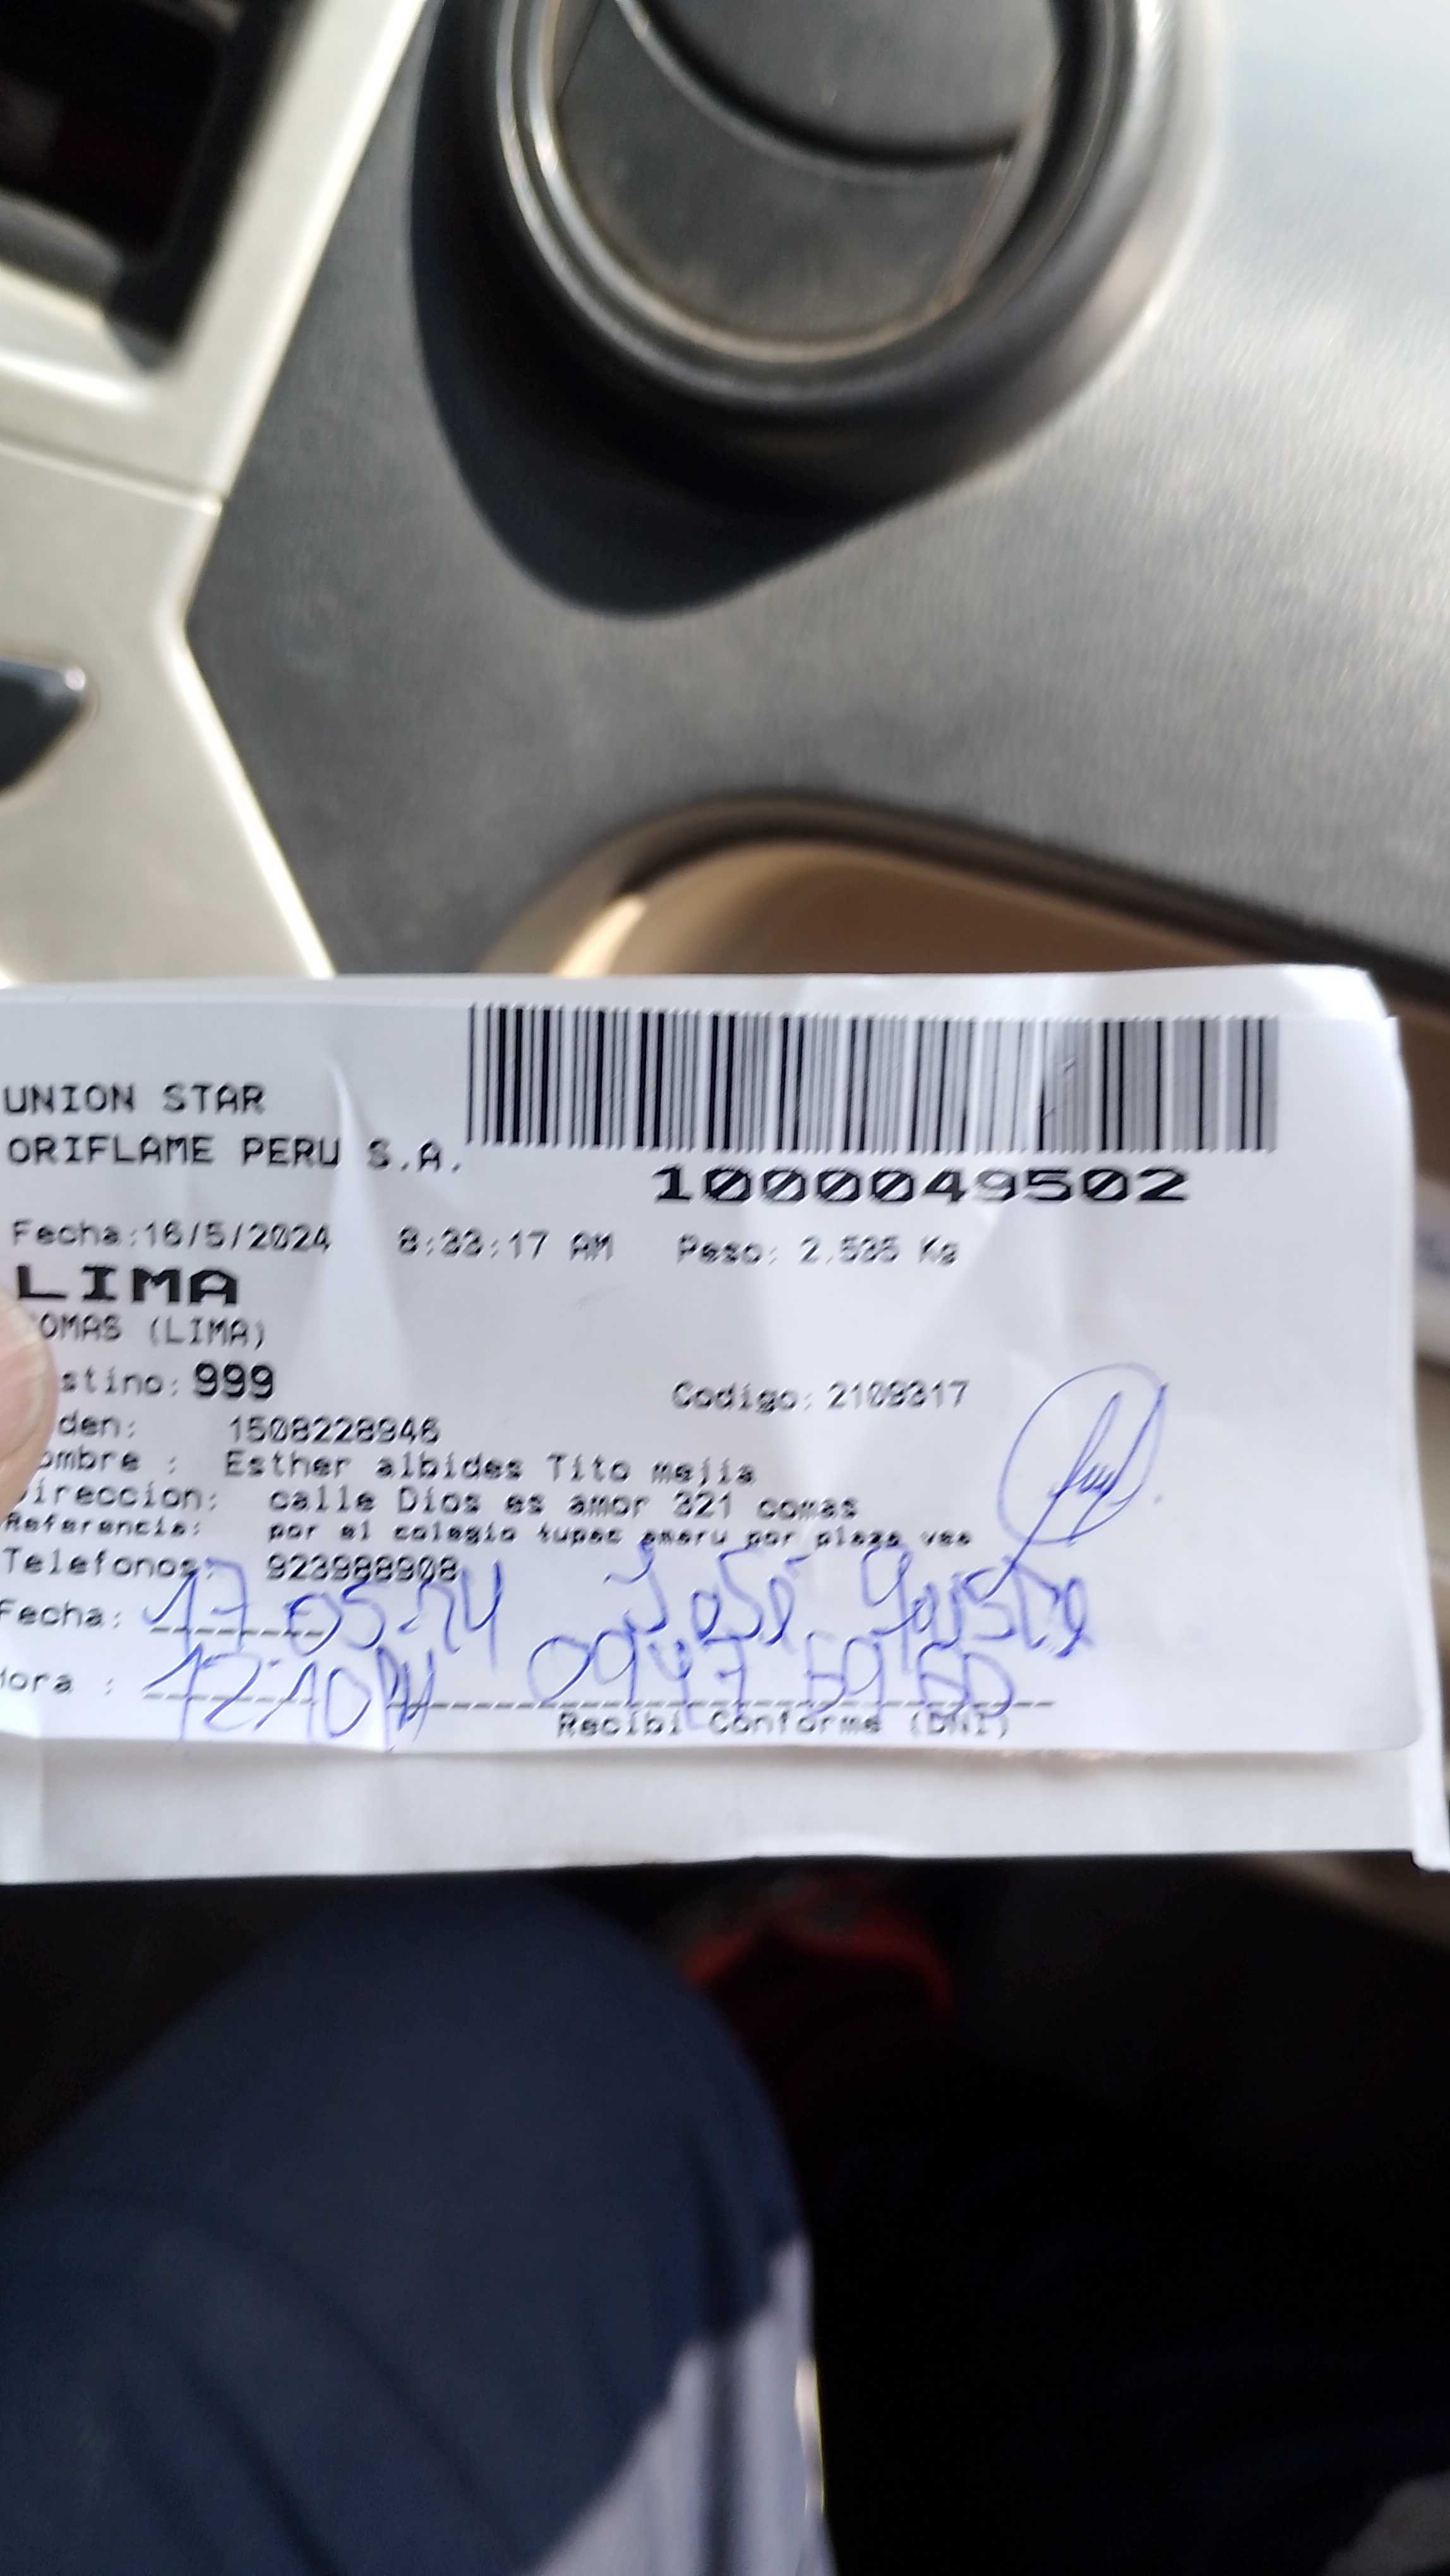 UNION STAR
ORIFLAME PERU S.A.
1000049502
Fecha:16/5/2024 8:33:17 AM Peso: 2.535 Kg
LIMA
COMAS (LIMA)
stino: 999
Codigo: 2109317
den: 1508228946
ombre : Esther albides Tito mejia
ireccion: calle Dios es amor 321 comas
Referencia: por el colegio tupac amaru por plaza vea
Telefonos: 923988908
Fecha: 17-05-24 José
Hora : 12:10 PM
Recibi Conforme (DNI)